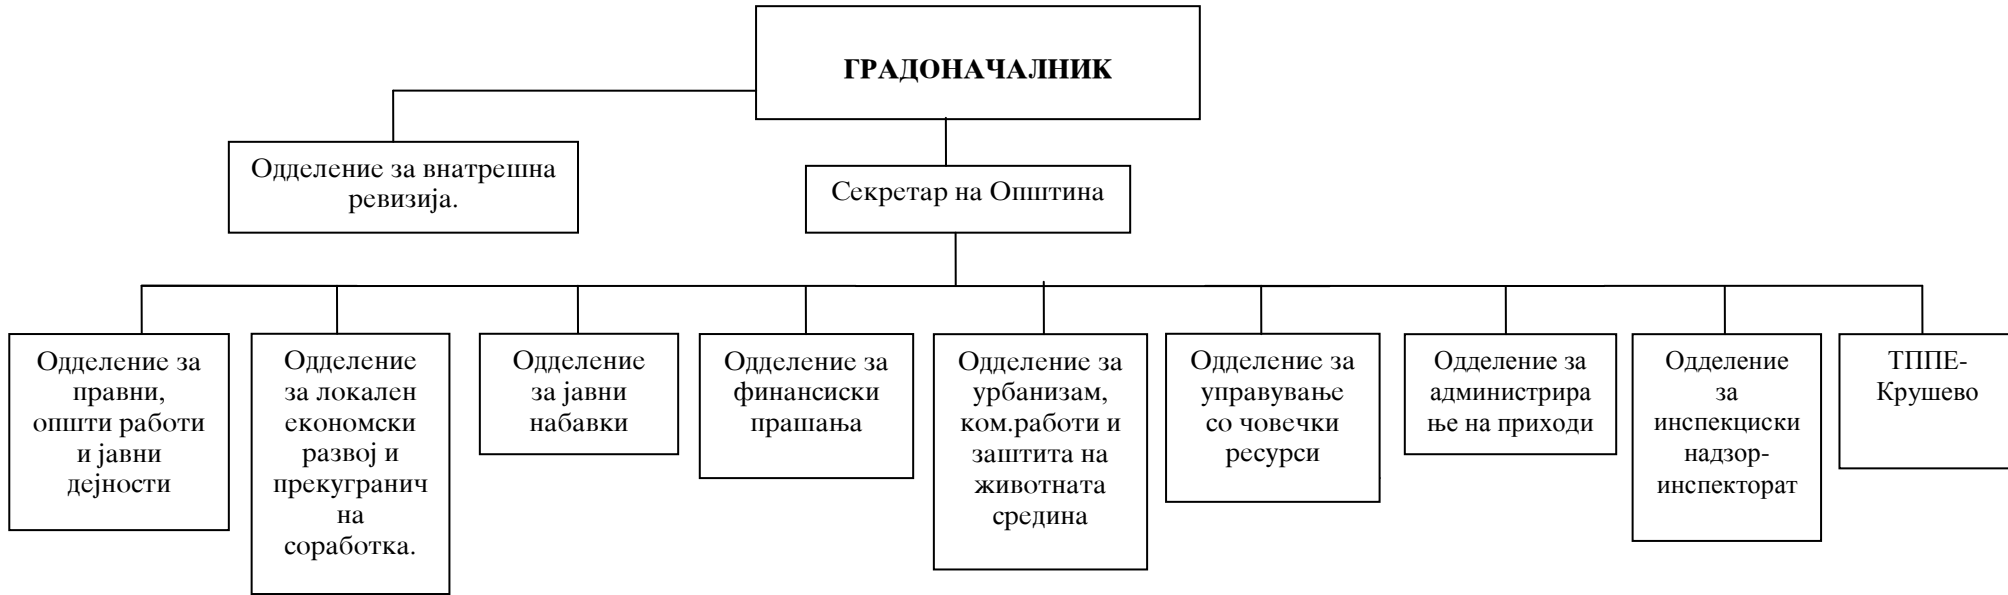 ГРАДОНАЧАЛНИК
Одделение за внатрешна
ревизија.
Секретар на Општина
Одделение за
правни,
општи работи
и јавни
дејности
Одделение
за локален
економски
развој и
прекугранич
на
соработка.
Одделение
за јавни
набавки
Одделение за
финансиски
прашања
Одделение за
урбанизам,
ком.работи и
заштита на
животната
средина
Одделение за
управување
со човечки
ресурси
Одделение за
администрира
ње на приходи
Одделение
за
инспекциски
надзор-
инспекторат
ТППЕ-
Крушево